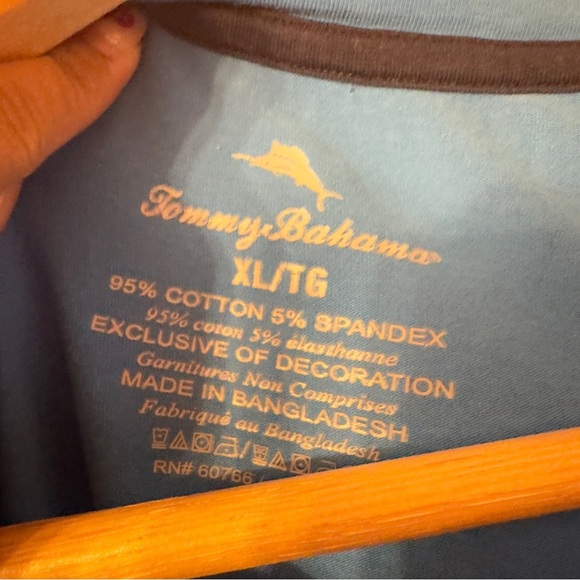 Tommy Bahama
XL/TG
95% COTTON 5% SPANDEX
95% coton 5% élasthanne
EXCLUSIVE OF DECORATION
Garnitures Non Comprises
MADE IN BANGLADESH
Fabriqué au Bangladesh
RN# 60766 /